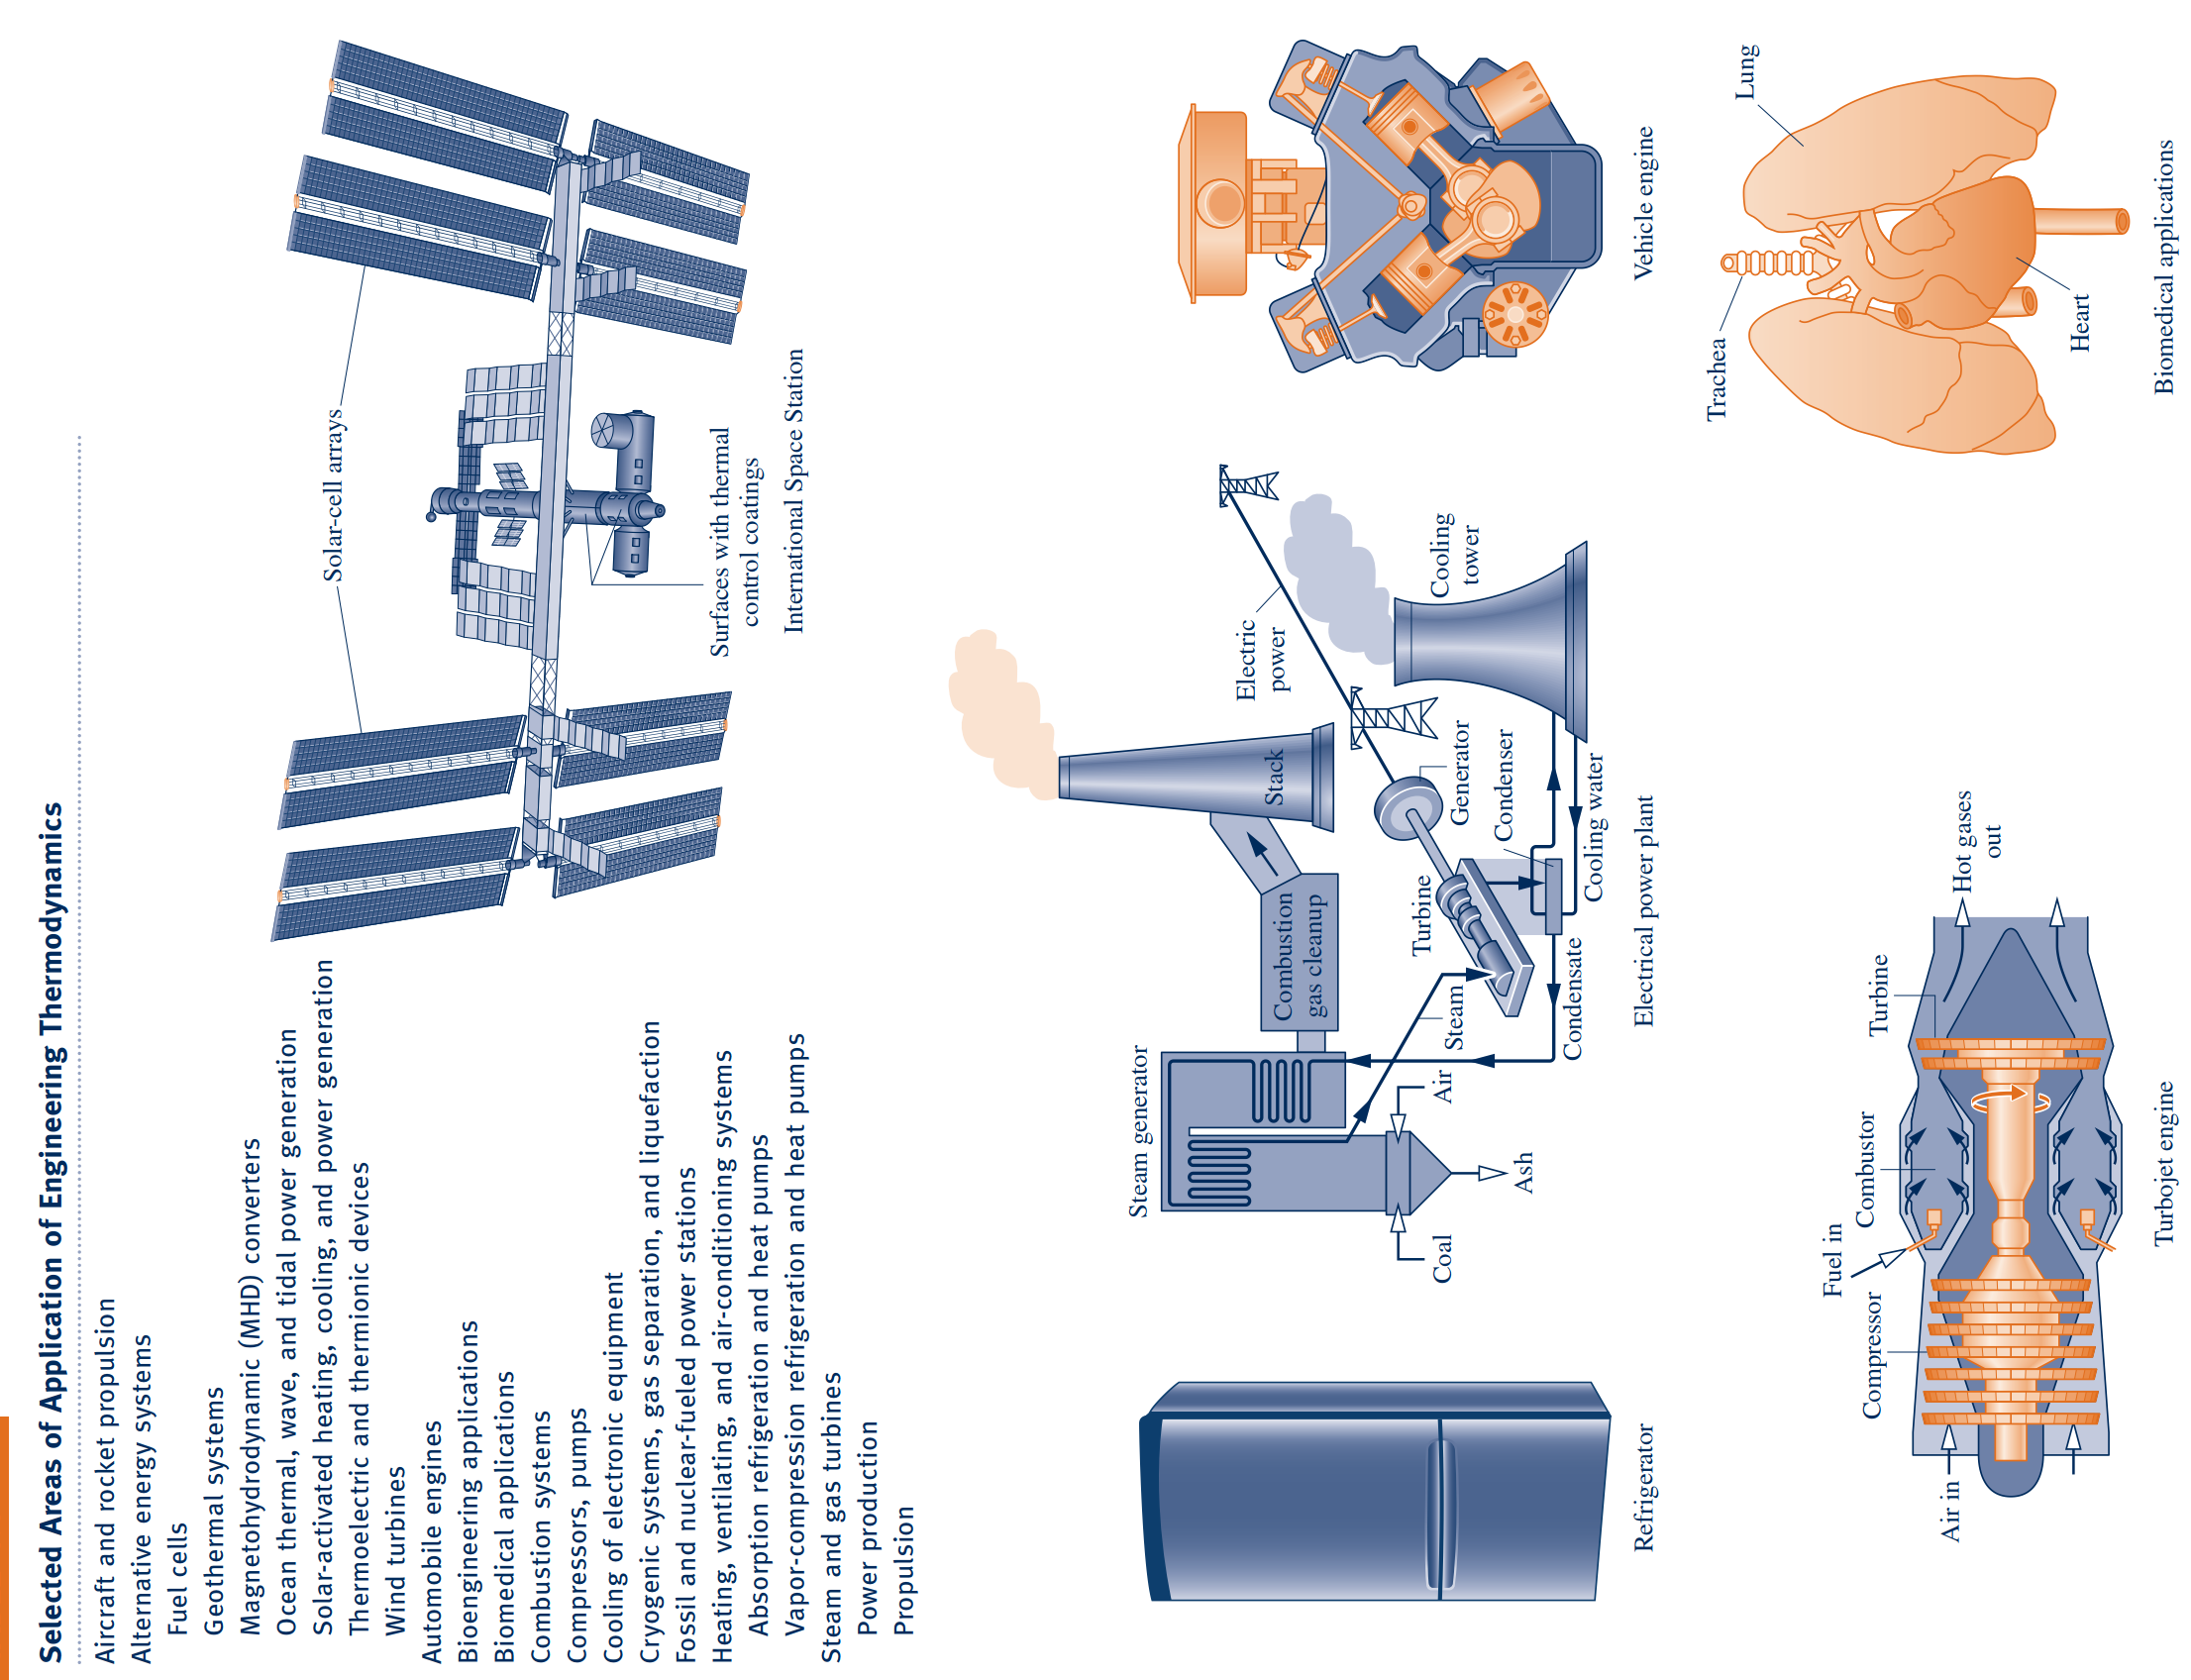 Selected Areas of Application of Engineering Thermodynamics
Aircraft and rocket propulsion
Alternative energy systems
Fuel cells
Geothermal systems
Magnetohydrodynamic (MHD) converters
Ocean thermal, wave, and tidal power generation
Solar-activated heating, cooling, and power generation
Thermoelectric and thermionic devices
Wind turbines
Automobile engines
Bioengineering applications
Biomedical applications
Combustion systems
Compressors, pumps
Cooling of electronic equipment
Cryogenic systems, gas separation, and liquefaction
Fossil and nuclear-fueled power stations
Heating, ventilating, and air-conditioning systems
Absorption refrigeration and heat pumps
Vapor-compression refrigeration and heat pumps
Steam and gas turbines
Power production
Propulsion
Solar-cell arrays
Surfaces with thermal
control coatings
International Space Station
Refrigerator
Steam generator
Coal
Air
Ash
Combustion
gas cleanup
Stack
Steam
Turbine
Generator
Electric
power
Cooling
tower
Condenser
Condensate
Cooling water
Electrical power plant
Vehicle engine
Air in
Compressor
Fuel in
Combustor
Turbine
Hot gases
out
Turbojet engine
Trachea
Lung
Heart
Biomedical applications